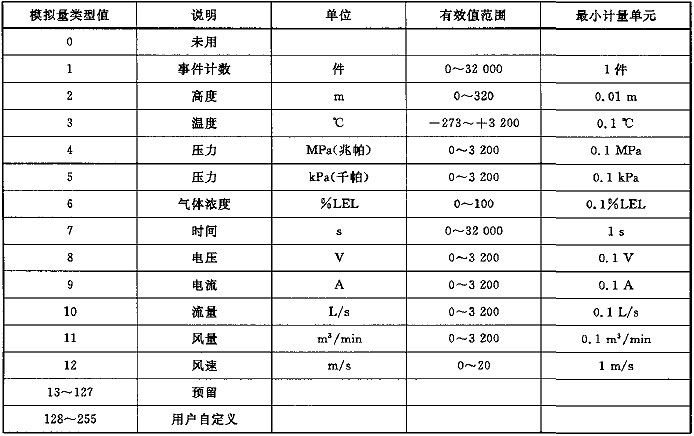 模拟量类型值 说明 单位 有效值范围 最小计量单元
0 未用
1 事件计数 件 0～32 000 1 件
2 高度 m 0～320 0.01 m
3 温度 ℃ －273～＋3 200 0.1 ℃
4 压力 MPa(兆帕) 0～3 200 0.1 MPa
5 压力 kPa(千帕) 0～3 200 0.1 kPa
6 气体浓度 %LEL 0～100 0.1%LEL
7 时间 s 0～32 000 1 s
8 电压 V 0～3 200 0.1 V
9 电流 A 0～3 200 0.1 A
10 流量 L/s 0～3 200 0.1 L/s
11 风量 m³/min 0～3 200 0.1 m³/min
12 风速 m/s 0～20 1 m/s
13～127 预留
128～255 用户自定义